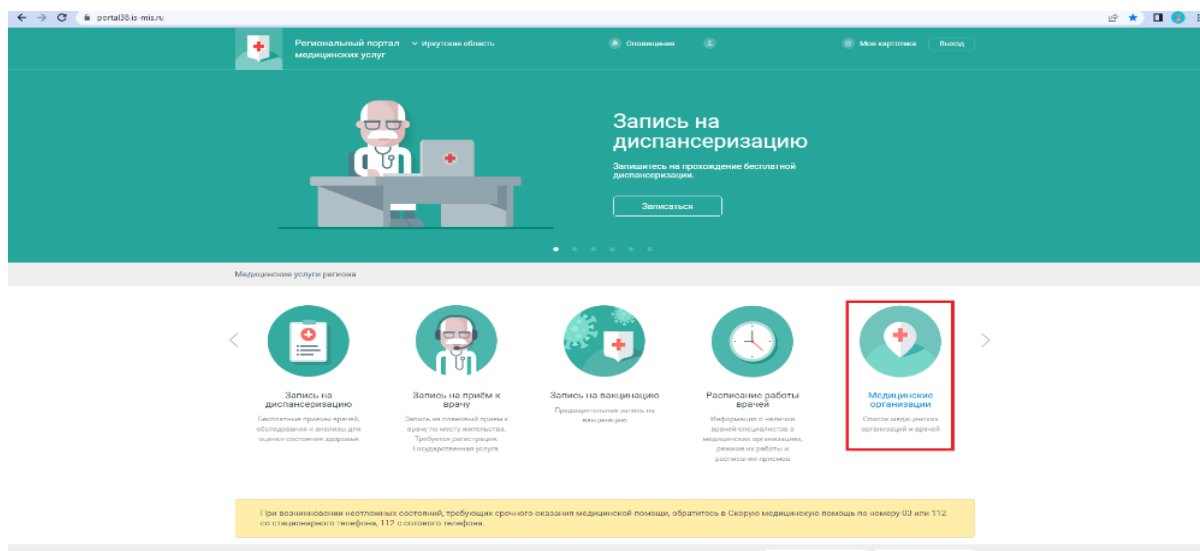 portal38.is-mis.ru
Региональный портал
медицинских услуг
Иркутская область
Оповещения
Моя картотека
Выход
Запись на
диспансеризацию
Запишитесь на прохождение бесплатной
диспансеризации.
Записаться
Медицинские услуги региона
Запись на
диспансеризацию
Бесплатные приемы врачей,
обследования и анализы для
оценки состояния здоровья
Запись на приём к
врачу
Запись на плановый прием к
врачу по месту жительства.
Требуется регистрация.
Государственная услуга.
Запись на вакцинацию
Предварительная запись на
вакцинацию
Расписание работы
врачей
Информация о наличии
врачей-специалистов в
медицинских организациях,
режиме их работы и
расписании приемов
Медицинские
организации
Список медицинских
организаций и врачей
При возникновении неотложных состояний, требующих срочного оказания медицинской помощи, обратитесь в Скорую медицинскую помощь по номеру 03 или 112
со стационарного телефона, 112 с сотового телефона.